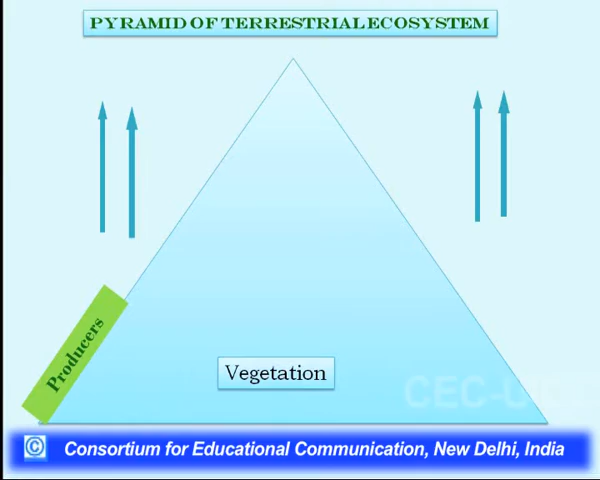 PYRAMID OF TERRESTRIAL ECOSYSTEM
Producers
Vegetation
© Consortium for Educational Communication, New Delhi, India